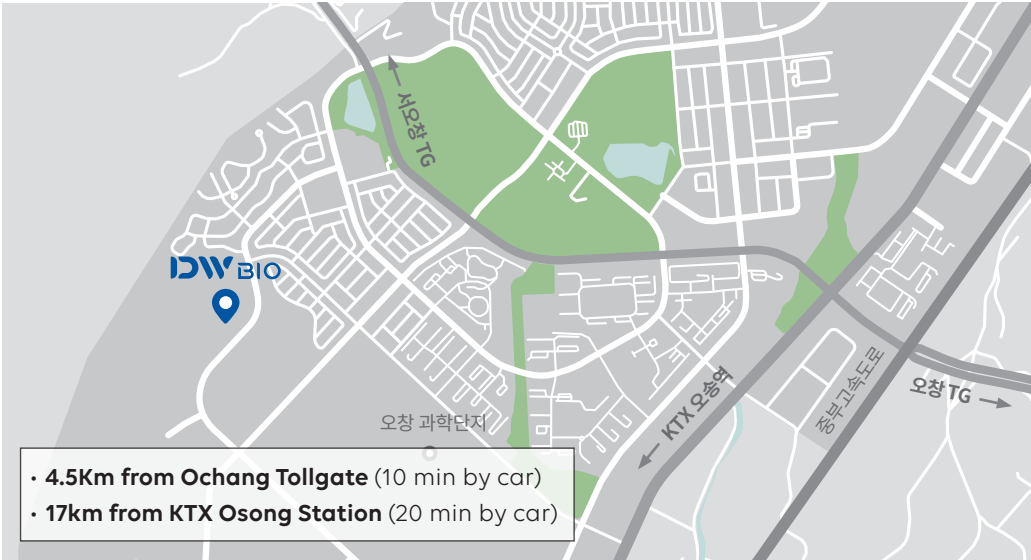 서오창 TG
IDW BIO
오창 과학단지
KTX 오송역
중부고속도로
오창 TG
· 4.5Km from Ochang Tollgate (10 min by car)
· 17km from KTX Osong Station (20 min by car)